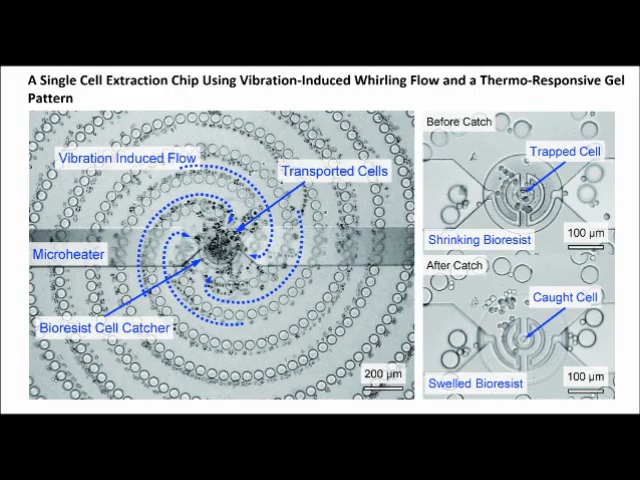 A Single Cell Extraction Chip Using Vibration-Induced Whirling Flow and a Thermo-Responsive Gel
Pattern
Vibration Induced Flow
Transported Cells
Microheater
Bioresist Cell Catcher
200 µm
Before Catch
Trapped Cell
Shrinking Bioresist
100 µm
After Catch
Caught Cell
Swelled Bioresist
100 µm